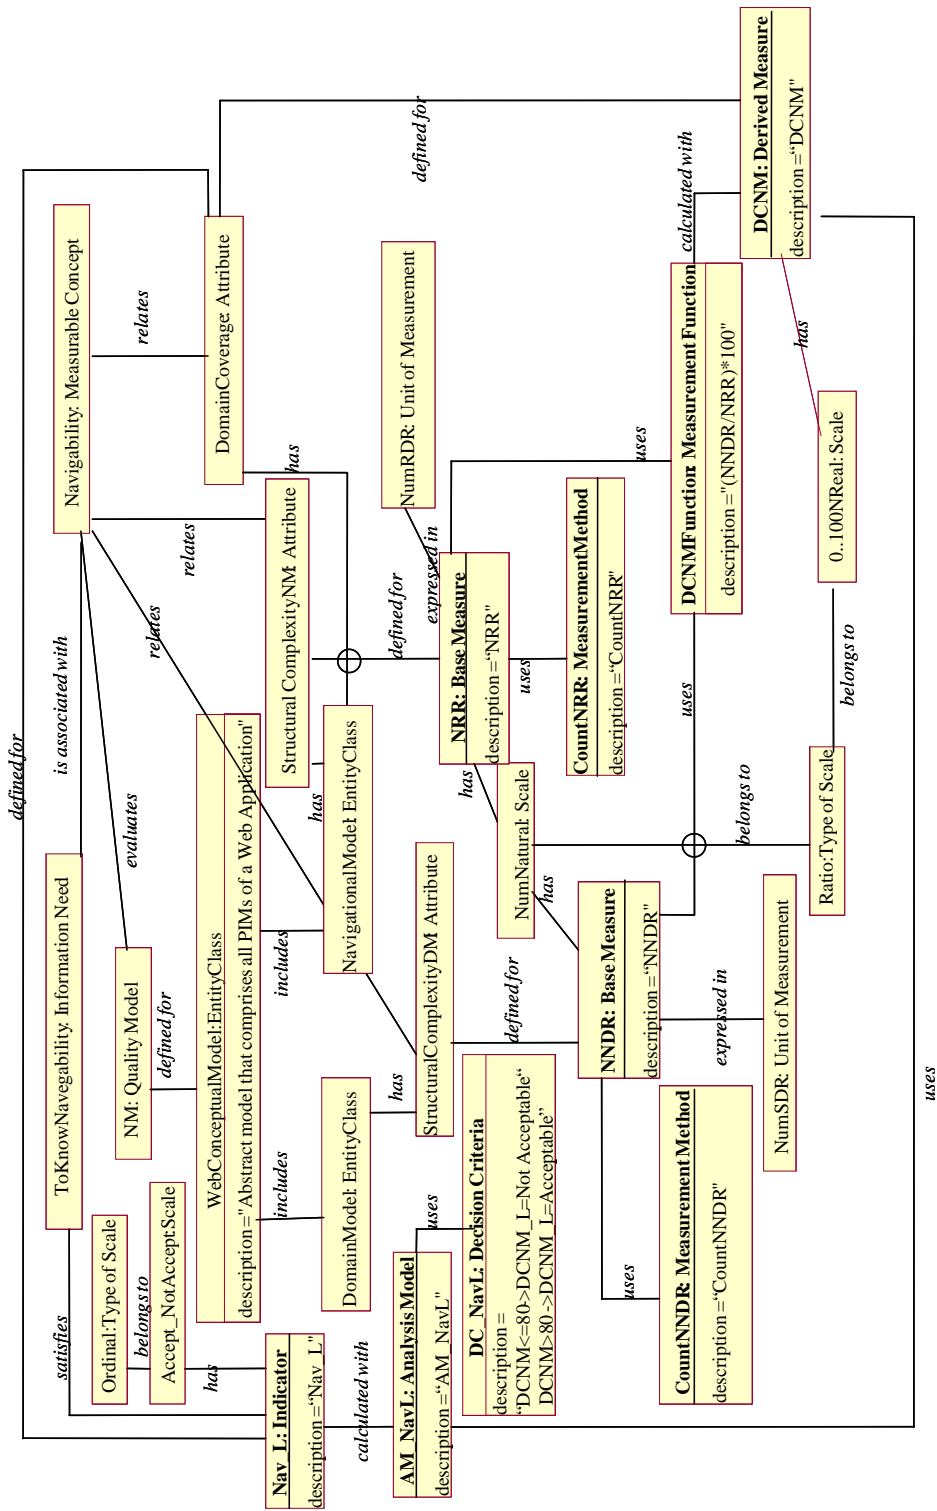 defined for
satisfies
ToKnowNavegability: Information Need
is associated with
Navigability: Measurable Concept
Ordinal:Type of Scale
belongs to
Accept_NotAccept:Scale
has
NM: Quality Model
evaluates
defined for
relates
relates
relates
DomainCoverage: Attribute
has
WebConceptualModel:EntityClass
description="Abstract model that comprises all PIMs of a Web Application"
includes
includes
Nav_L: Indicator
description="Nav_L"
calculated with
DomainModel: EntityClass
has
NavigationalModel: EntityClass
has
Structural ComplexityNM: Attribute
defined for
NumRDR: Unit of Measurement
expressed in
defined for
AM_NavL: Analysis Model
description="AM_NavL"
uses
StructuralComplexityDM: Attribute
defined for
NRR: Base Measure
description="NRR"
has
uses
DC_NavL: Decision Criteria
description =
“DCNM<=80->DCNM_L=Not Acceptable“
DCNM>80 ->DCNM_L=Acceptable”
NumNatural: Scale
has
CountNRR: MeasurementMethod
description=“CountNRR"
uses
NNDR: BaseMeasure
description=“NNDR"
uses
expressed in
uses
DCNMFunction: Measurement Function
description ="(NNDR/NRR)*100"
calculated with
CountNNDR: Measurement Method
description=“CountNNDR"
NumSDR: Unit of Measurement
belongs to
Ratio:Type of Scale
belongs to
0..100NReal: Scale
has
DCNM: Derived Measure
description =“DCNM"
uses